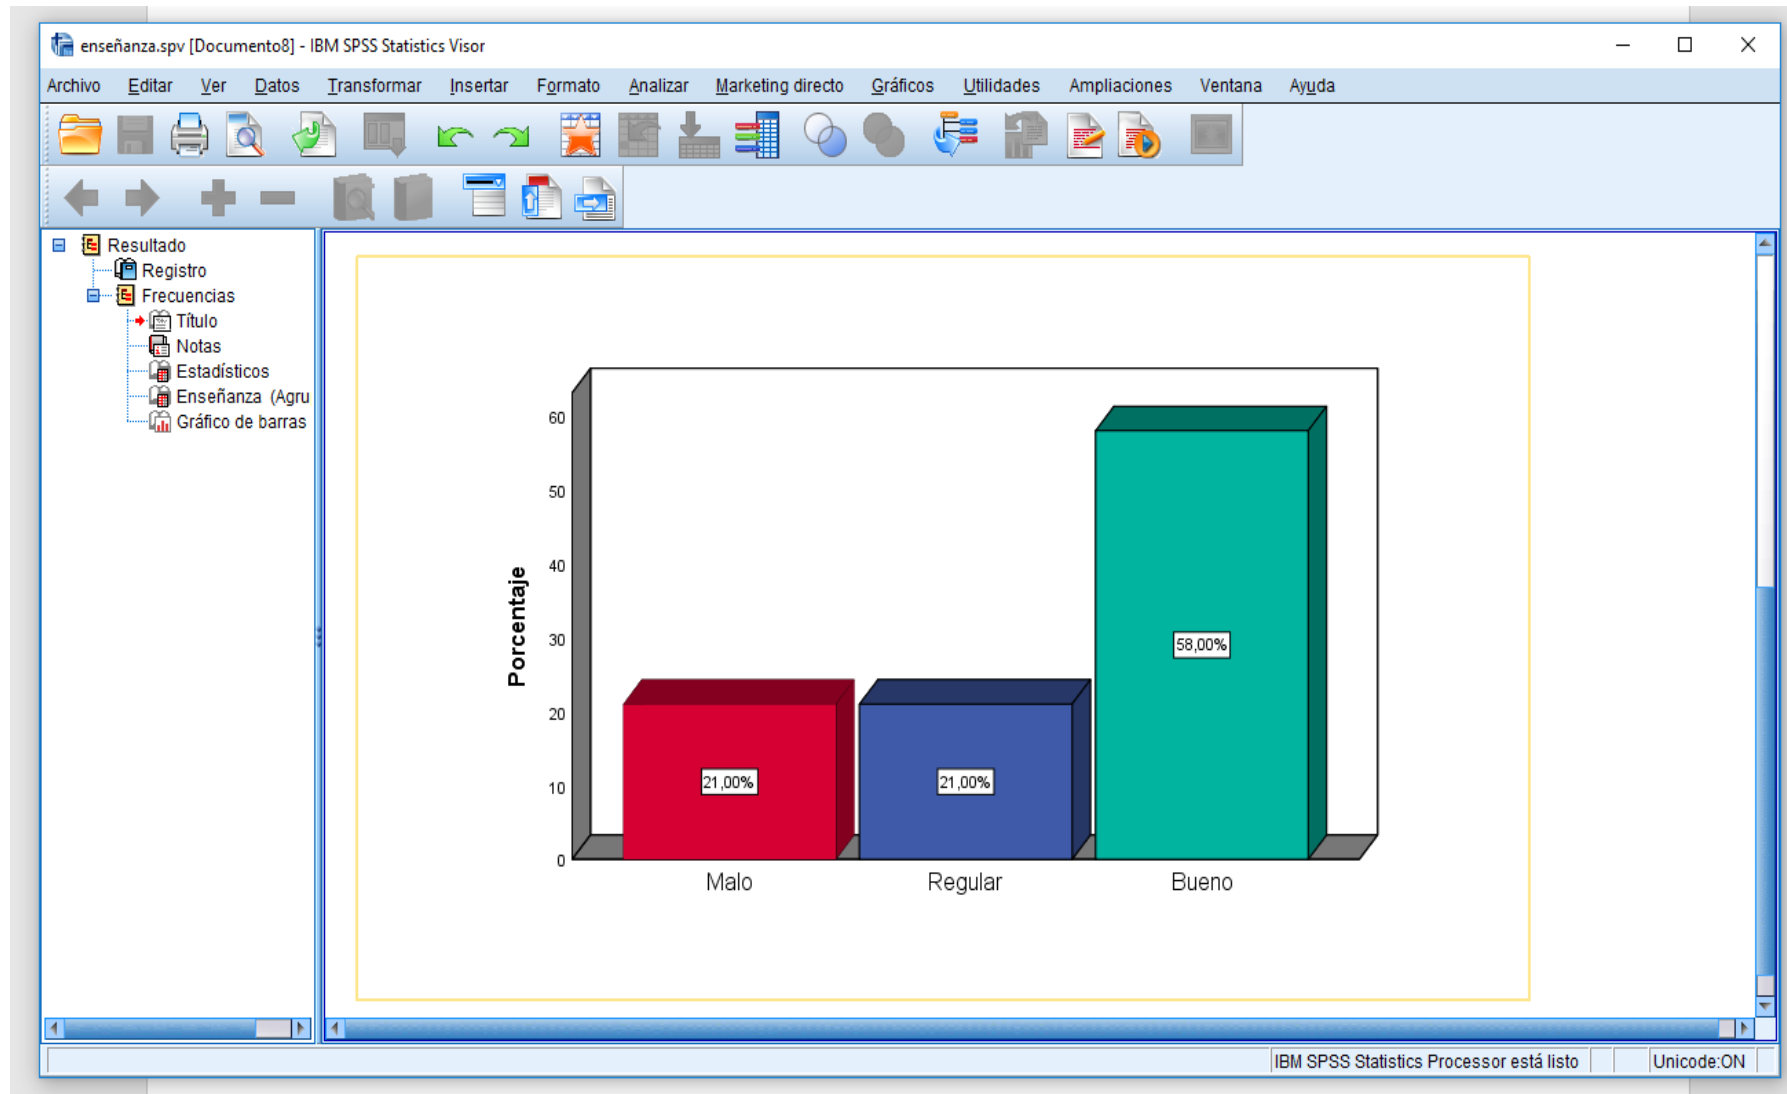 enseñanza.spv [Documento8] - IBM SPSS Statistics Visor
Archivo Editar Ver Datos Transformar Insertar Formato Analizar Marketing directo Gráficos Utilidades Ampliaciones Ventana Ayuda
Resultado
Registro
Frecuencias
Título
Notas
Estadísticos
Enseñanza (Agru
Gráfico de barras
Porcentaje
60
50
40
30
20
10
0
21,00%
21,00%
58,00%
Malo Regular Bueno
IBM SPSS Statistics Processor está listo Unicode:ON